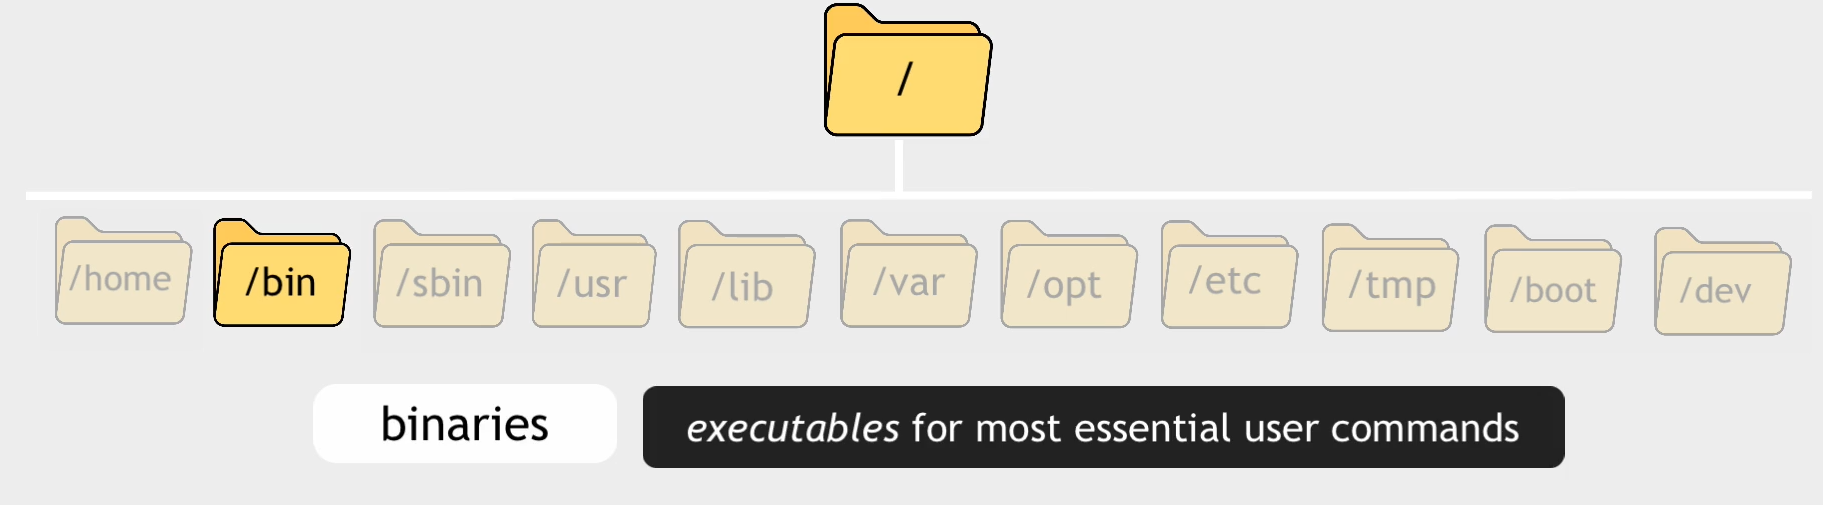 /
/home /bin /sbin /usr /lib /var /opt /etc /tmp /boot /dev
binaries executables for most essential user commands